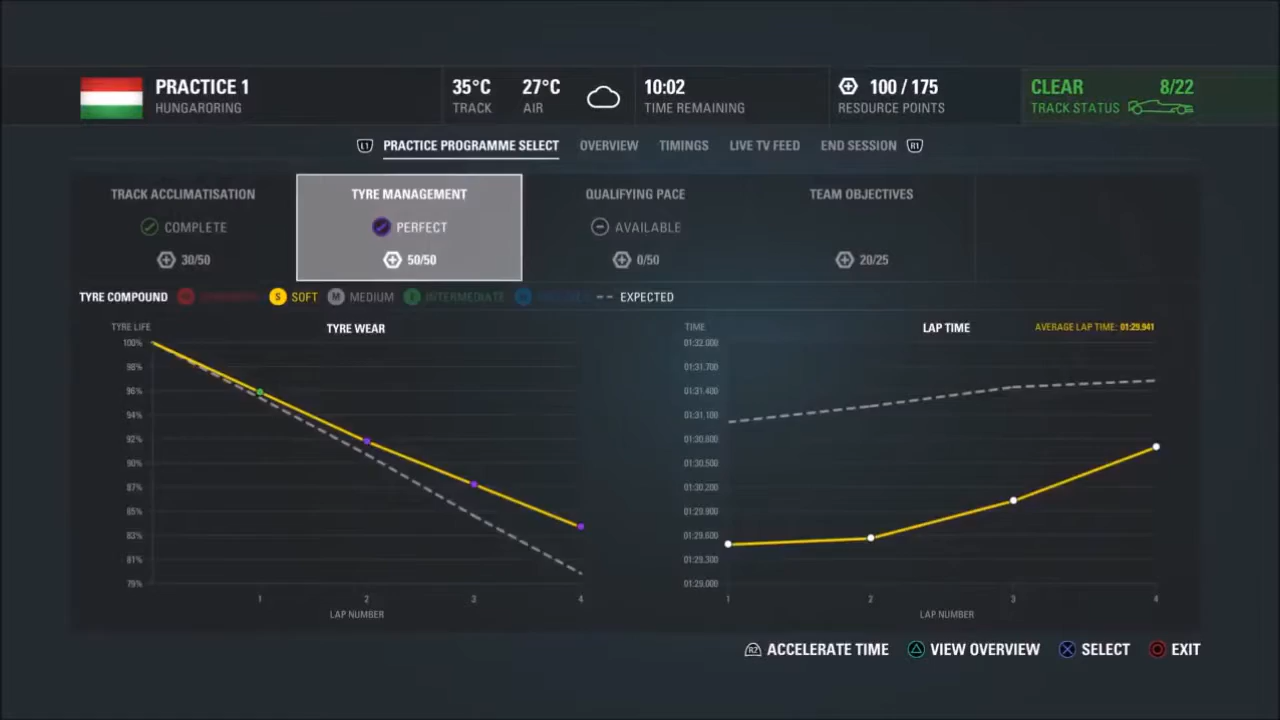 PRACTICE 1
HUNGARORING
35°C
TRACK
27°C
AIR
10:02
TIME REMAINING
100 / 175
RESOURCE POINTS
CLEAR
TRACK STATUS
8/22
L1 PRACTICE PROGRAMME SELECT OVERVIEW TIMINGS LIVE TV FEED END SESSION R1
TRACK ACCLIMATISATION
COMPLETE
30/50
TYRE MANAGEMENT
PERFECT
50/50
QUALIFYING PACE
AVAILABLE
0/50
TEAM OBJECTIVES
20/25
TYRE COMPOUND S SOFT M MEDIUM I INTERMEDIATE EXPECTED
TYRE LIFE
TYRE WEAR
100%
98%
96%
94%
92%
90%
87%
85%
83%
81%
79%
1 2 3 4
LAP NUMBER
TIME
LAP TIME
AVERAGE LAP TIME: 01:29.941
01:32.000
01:31.700
01:31.400
01:31.100
01:30.800
01:30.500
01:30.200
01:29.900
01:29.600
01:29.300
01:29.000
1 2 3 4
LAP NUMBER
R2 ACCELERATE TIME VIEW OVERVIEW SELECT EXIT